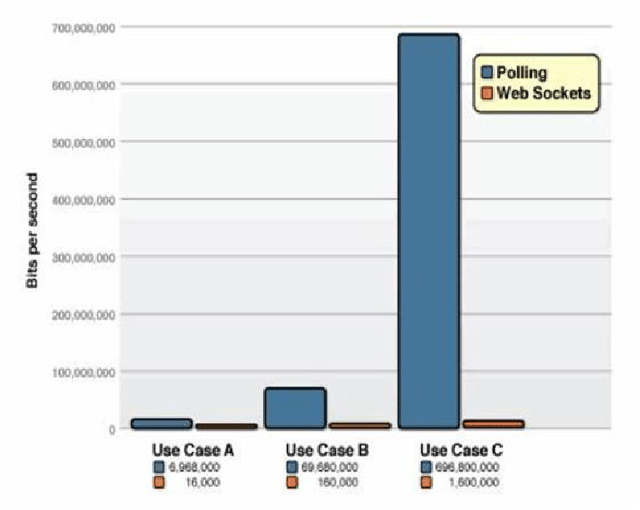 700,000,000
600,000,000
500,000,000
400,000,000
300,000,000
200,000,000
100,000,000
0
Bits per second
Polling
Web Sockets
Use Case A
6,968,000
16,000
Use Case B
69,680,000
160,000
Use Case C
696,800,000
1,600,000